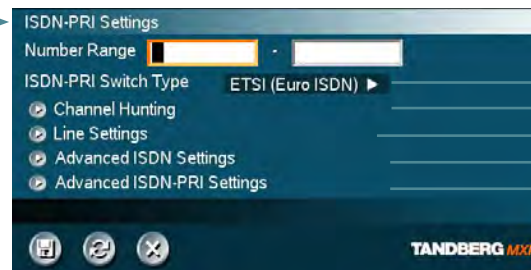 ISDN-PRI Settings
Number Range -
ISDN-PRI Switch Type ETSI (Euro ISDN)
Channel Hunting
Line Settings
Advanced ISDN Settings
Advanced ISDN-PRI Settings
TANDBERG MXP